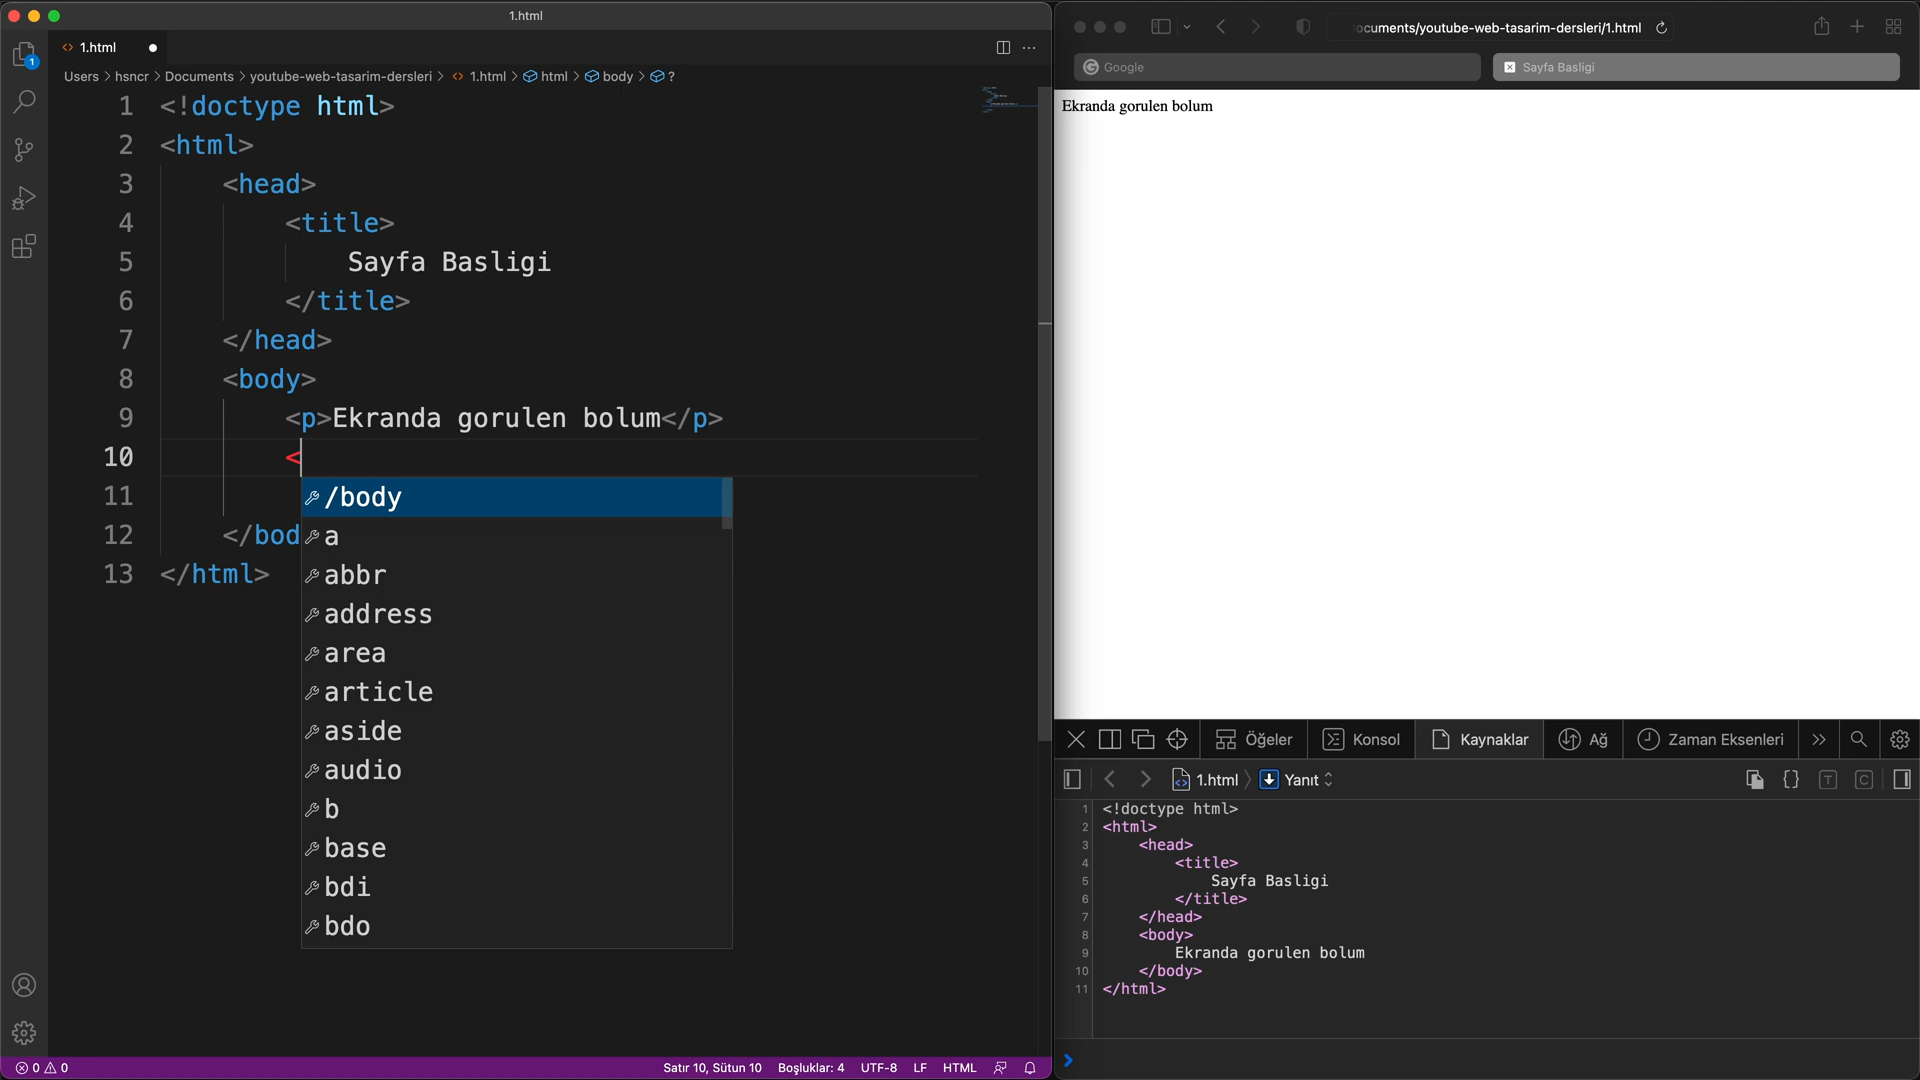 1.html
1.html
Users > hsncr > Documents > youtube-web-tasarim-dersleri > 1.html > html > body > ?
1 <!doctype html>
2 <html>
3 <head>
4 <title>
5 Sayfa Basligi
6 </title>
7 </head>
8 <body>
9 <p>Ekranda gorulen bolum</p>
10 <
11
12 </bod
13 </html>
/body
a
abbr
address
area
article
aside
audio
b
base
bdi
bdo
1
0 0
Satır 10, Sütun 10 Boşluklar: 4 UTF-8 LF HTML
ocuments/youtube-web-tasarim-dersleri/1.html
Google
Sayfa Basligi
Ekranda gorulen bolum
Öğeler Konsol Kaynaklar Ağ Zaman Eksenleri
1.html Yanıt
1 <!doctype html>
2 <html>
3 <head>
4 <title>
5 Sayfa Basligi
6 </title>
7 </head>
8 <body>
9 Ekranda gorulen bolum
10 </body>
11 </html>